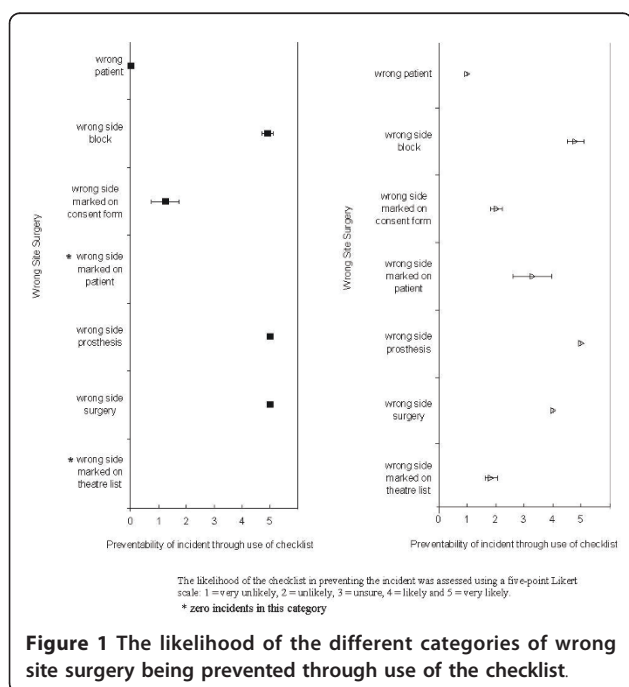 wrong
patient
wrong side
block
wrong side
marked on
consent form
* wrong side
marked on
patient
wrong side
prosthesis
wrong side
surgery
* wrong side
marked on
theatre list
Wrong Site Surgery
0 1 2 3 4 5
Preventability of incident through use of checklist
wrong patient
wrong side
block
wrong side
marked on
consent form
wrong side
marked on
patient
wrong side
prosthesis
wrong side
surgery
wrong side
marked on
theatre list
Wrong Site Surgery
0 1 2 3 4 5
Preventability of incident through use of checklist
The likelihood of the checklist in preventing the incident was assessed using a five-point Likert
scale: 1 = very unlikely, 2 = unlikely, 3 = unsure, 4 = likely and 5 = very likely.
* zero incidents in this category
Figure 1 The likelihood of the different categories of wrong
site surgery being prevented through use of the checklist.